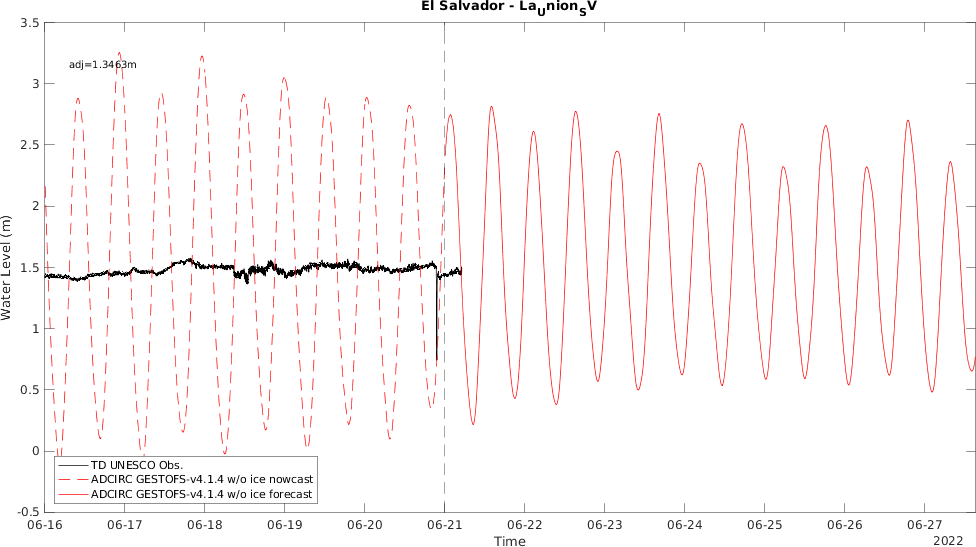 El Salvador - LaUnionSV
adj=1.3463m
3.5
3
2.5
2
1.5
1
0.5
0
-0.5
Water Level (m)
TD UNESCO Obs.
ADCIRC GESTOFS-v4.1.4 w/o ice nowcast
ADCIRC GESTOFS-v4.1.4 w/o ice forecast
06-16 06-17 06-18 06-19 06-20 06-21 06-22 06-23 06-24 06-25 06-26 06-27
Time
2022